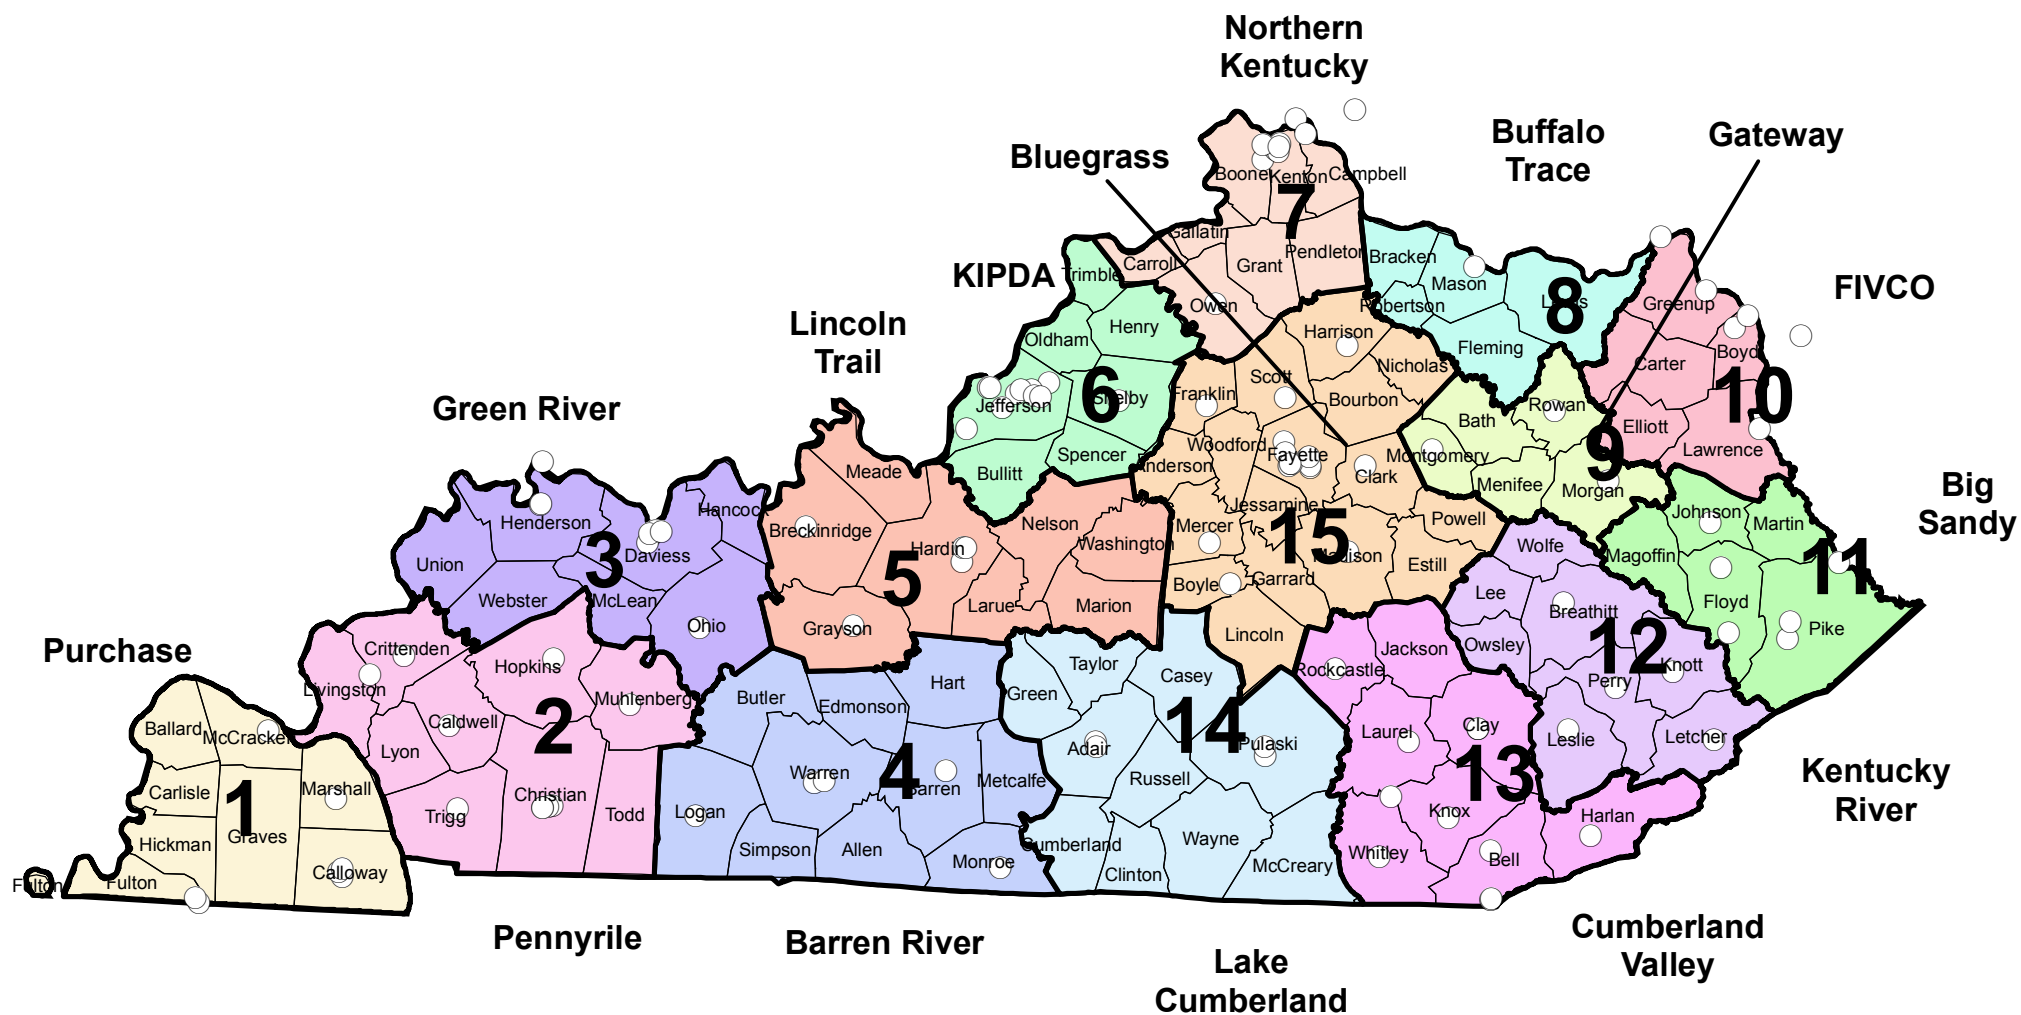 Northern
Kentucky
Buffalo
Trace
Gateway
Bluegrass
KIPDA
FIVCO
Lincoln
Trail
Green River
Big
Sandy
Purchase
Kentucky
River
Pennyrile
Barren River
Lake
Cumberland
Cumberland
Valley
7
Boone
Kenton
Campbell
Gallatin
Carroll
Grant
Pendleton
Owen
8
Bracken
Mason
Robertson
Fleming
10
Greenup
Carter
Boyd
Elliott
Lawrence
6
Trimble
Henry
Oldham
Jefferson
Shelby
Spencer
Bullitt
15
Harrison
Nicholas
Scott
Franklin
Bourbon
Woodford
Fayette
Anderson
Clark
Jessamine
Mercer
Powell
Madison
Estill
Boyle
Garrard
Lincoln
9
Rowan
Bath
Montgomery
Menifee
Morgan
5
Meade
Breckinridge
Hardin
Nelson
Washington
Larue
Marion
Grayson
3
Hancock
Henderson
Daviess
Union
Webster
McLean
Ohio
11
Johnson
Martin
Magoffin
Floyd
Pike
12
Wolfe
Lee
Breathitt
Owsley
Knott
Perry
Leslie
Letcher
2
Crittenden
Livingston
Hopkins
Muhlenberg
Caldwell
Lyon
Christian
Trigg
Todd
1
Ballard
McCracken
Carlisle
Marshall
Graves
Hickman
Calloway
Fulton
Fulton
4
Hart
Butler
Edmonson
Warren
Barren
Metcalfe
Logan
Simpson
Allen
Monroe
14
Taylor
Green
Casey
Adair
Pulaski
Russell
Cumberland
Wayne
Clinton
McCreary
13
Jackson
Rockcastle
Laurel
Clay
Knox
Harlan
Whitley
Bell